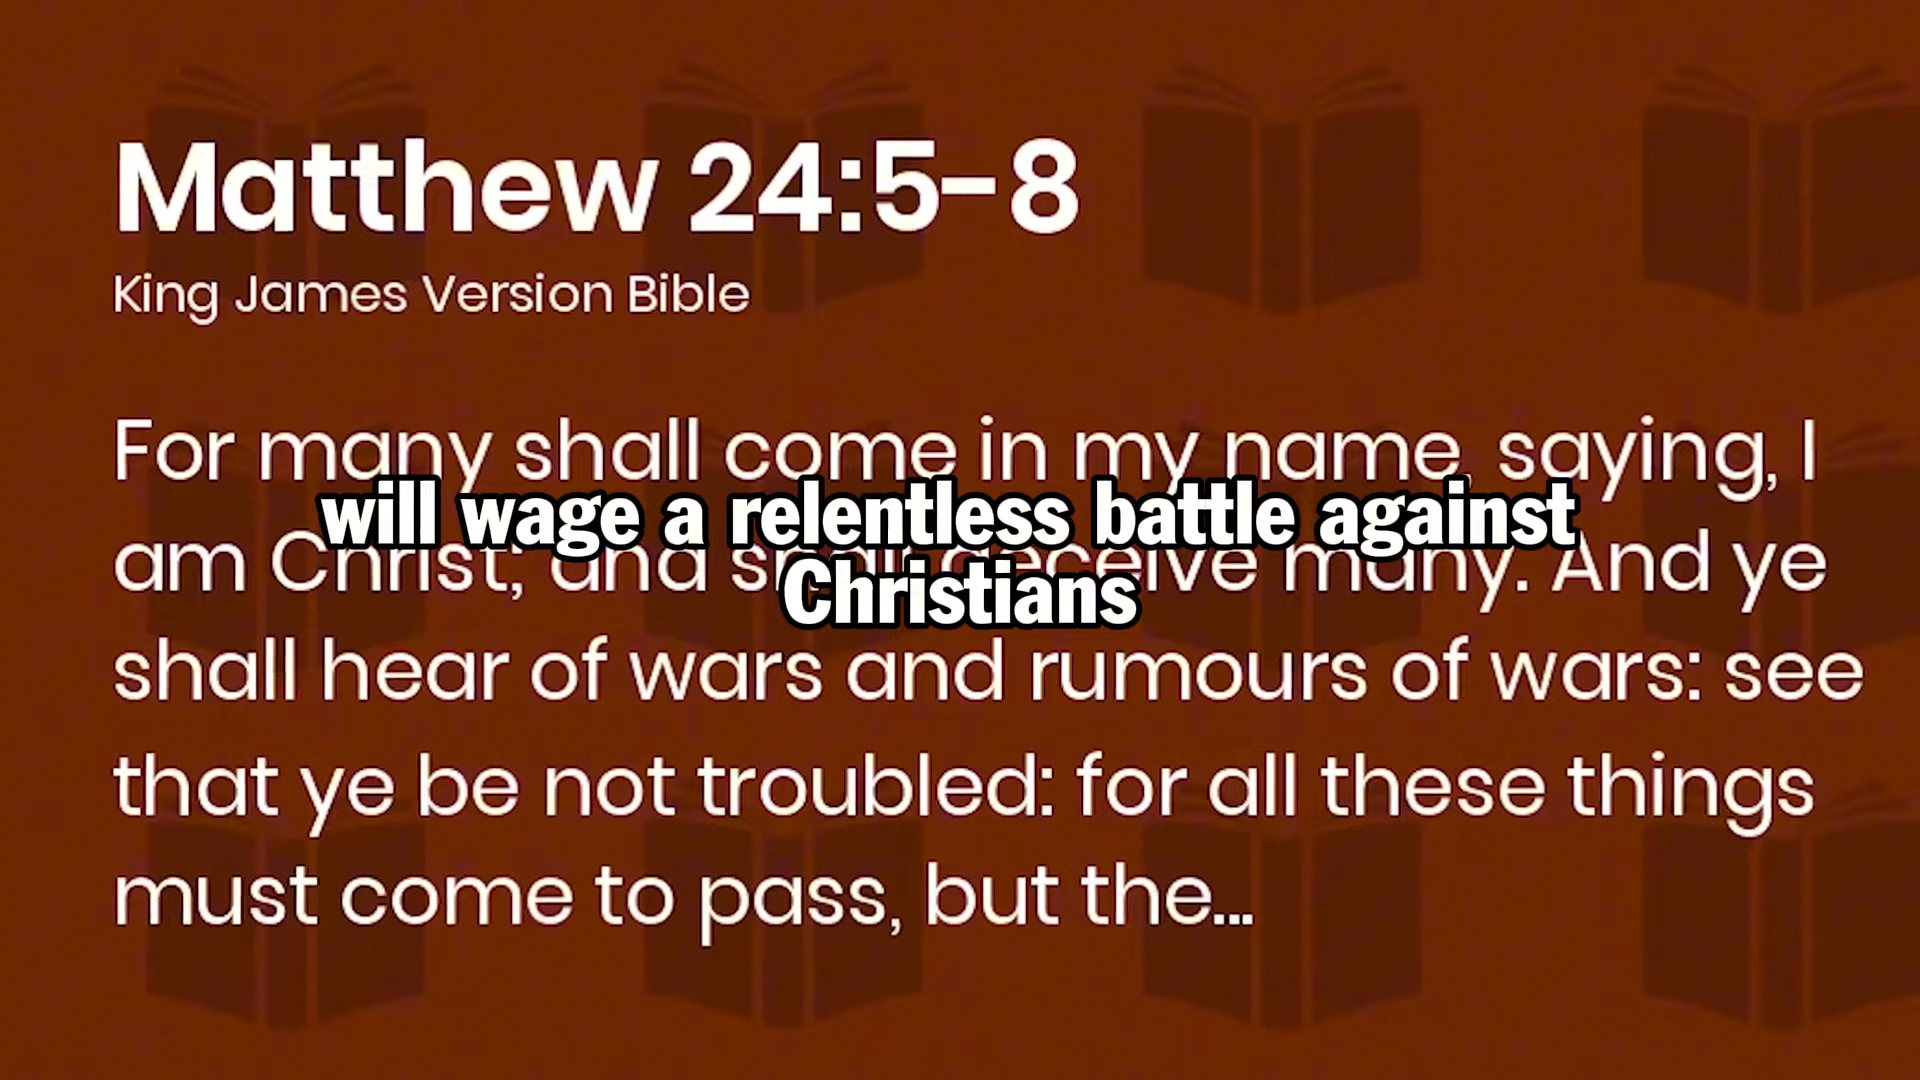 Matthew 24:5-8
King James Version Bible
For many shall come in my name, saying, I
will wage a relentless battle against
am Christ; and shall deceive many. And ye
Christians
shall hear of wars and rumours of wars: see
that ye be not troubled: for all these things
must come to pass, but the...